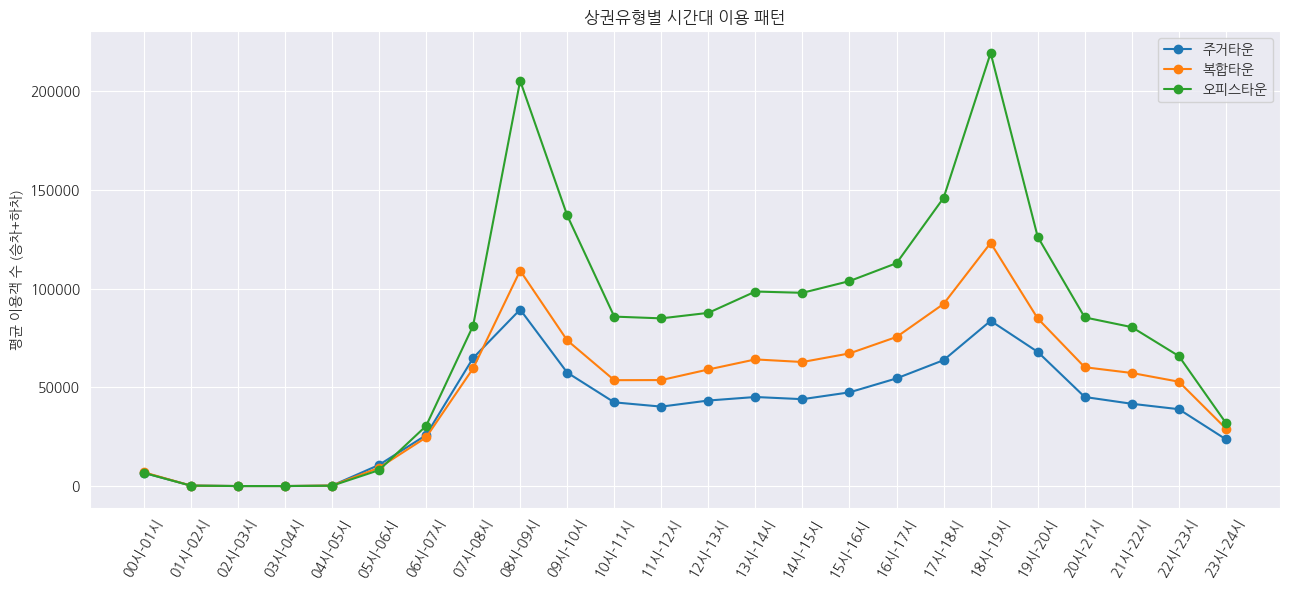 상권유형별 시간대 이용 패턴
주거타운
복합타운
오피스타운
평균 이용객 수 (승차+하차)
200000
150000
100000
50000
0
00시-01시
01시-02시
02시-03시
03시-04시
04시-05시
05시-06시
06시-07시
07시-08시
08시-09시
09시-10시
10시-11시
11시-12시
12시-13시
13시-14시
14시-15시
15시-16시
16시-17시
17시-18시
18시-19시
19시-20시
20시-21시
21시-22시
22시-23시
23시-24시